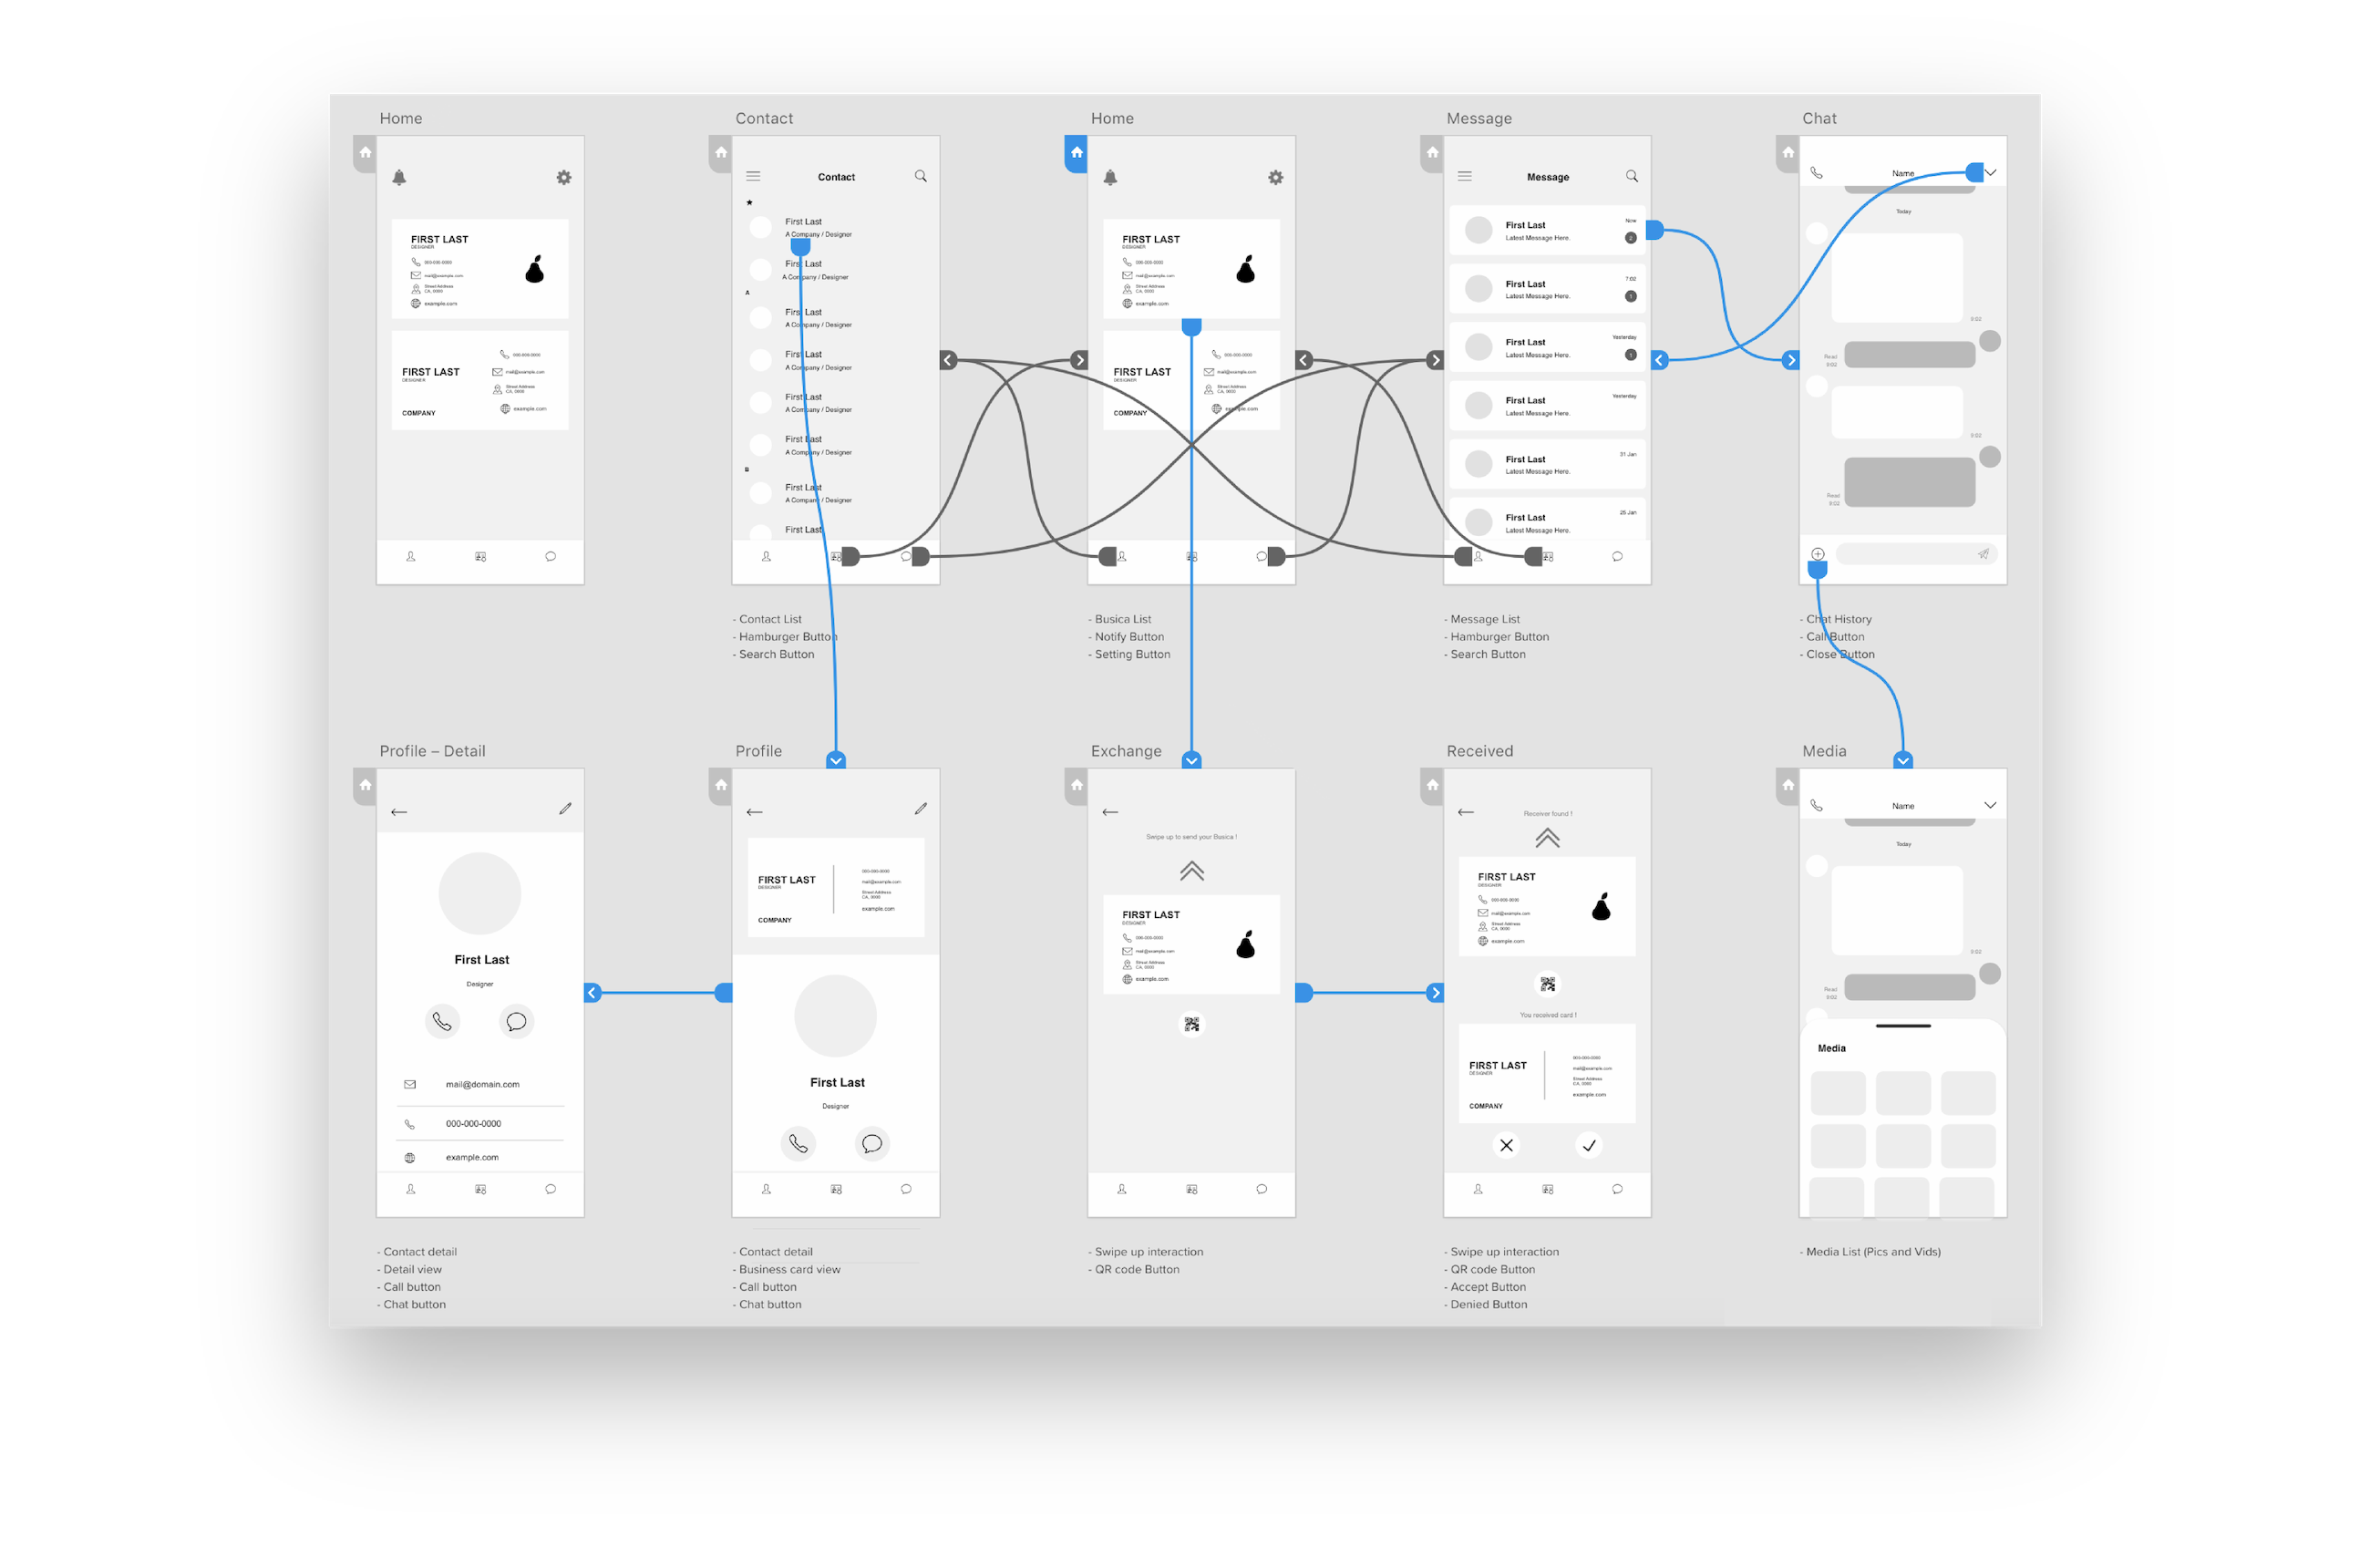 Home
FIRST LAST
DESIGNER
000-000-0000
mail@example.com
Street Address
CA, 0000
example.com
FIRST LAST
DESIGNER
COMPANY
000-000-0000
mail@example.com
Street Address
CA, 0000
example.com
Contact
Contact
First Last
A Company / Designer
First Last
A Company / Designer
A
First Last
A Company / Designer
First Last
A Company / Designer
First Last
A Company / Designer
First Last
A Company / Designer
B
First Last
A Company / Designer
First Last
- Contact List
- Hamburger Button
- Search Button
Home
FIRST LAST
DESIGNER
000-000-0000
mail@example.com
Street Address
CA, 0000
example.com
FIRST LAST
DESIGNER
COMPANY
000-000-0000
mail@example.com
Street Address
CA, 0000
example.com
- Busica List
- Notify Button
- Setting Button
Message
Message
First Last
Latest Message Here.
Now
2
First Last
Latest Message Here.
7:02
1
First Last
Latest Message Here.
Yesterday
1
First Last
Latest Message Here.
Yesterday
First Last
Latest Message Here.
31 Jan
First Last
Latest Message Here.
25 Jan
- Message List
- Hamburger Button
- Search Button
Chat
Name
Today
9:02
Read
9:02
9:02
Read
9:02
- Chat History
- Call Button
- Close Button
Profile – Detail
First Last
Designer
mail@domain.com
000-000-0000
example.com
- Contact detail
- Detail view
- Call button
- Chat button
Profile
FIRST LAST
DESIGNER
COMPANY
000-000-0000
mail@example.com
Street Address
CA, 0000
example.com
First Last
Designer
- Contact detail
- Business card view
- Call button
- Chat button
Exchange
Swipe up to send your Busica !
FIRST LAST
DESIGNER
000-000-0000
mail@example.com
Street Address
CA, 0000
example.com
- Swipe up interaction
- QR code Button
Received
Receiver found !
FIRST LAST
DESIGNER
000-000-0000
mail@example.com
Street Address
CA, 0000
example.com
You received card !
FIRST LAST
DESIGNER
COMPANY
000-000-0000
mail@example.com
Street Address
CA, 0000
example.com
- Swipe up interaction
- QR code Button
- Accept Button
- Denied Button
Media
Name
Today
9:02
Read
9:02
Media
- Media List (Pics and Vids)